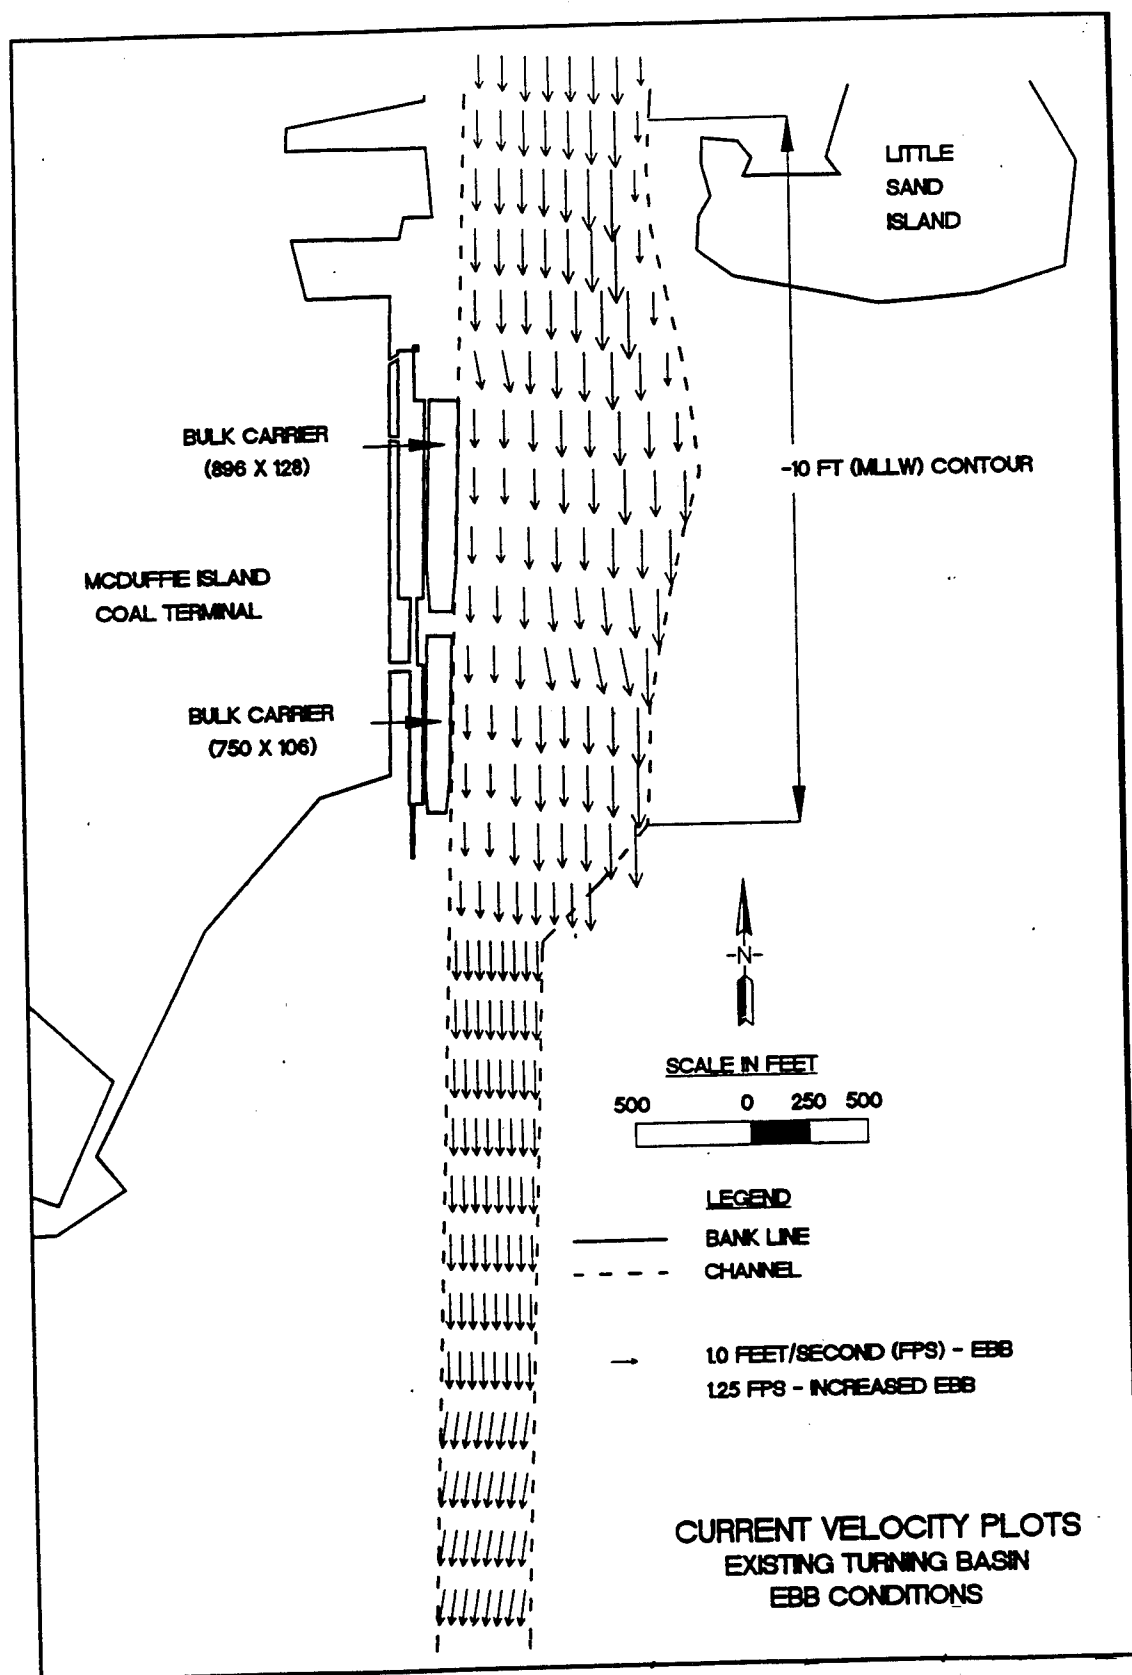 LITTLE
SAND
ISLAND
BULK CARRIER
(896 X 128)
-10 FT (MLLW) CONTOUR
MCDUFFIE ISLAND
COAL TERMINAL
BULK CARRIER
(750 X 106)
-N-
SCALE IN FEET
500 0 250 500
LEGEND
BANK LINE
CHANNEL
1.0 FEET/SECOND (FPS) - EBB
1.25 FPS - INCREASED EBB
CURRENT VELOCITY PLOTS
EXISTING TURNING BASIN
EBB CONDITIONS